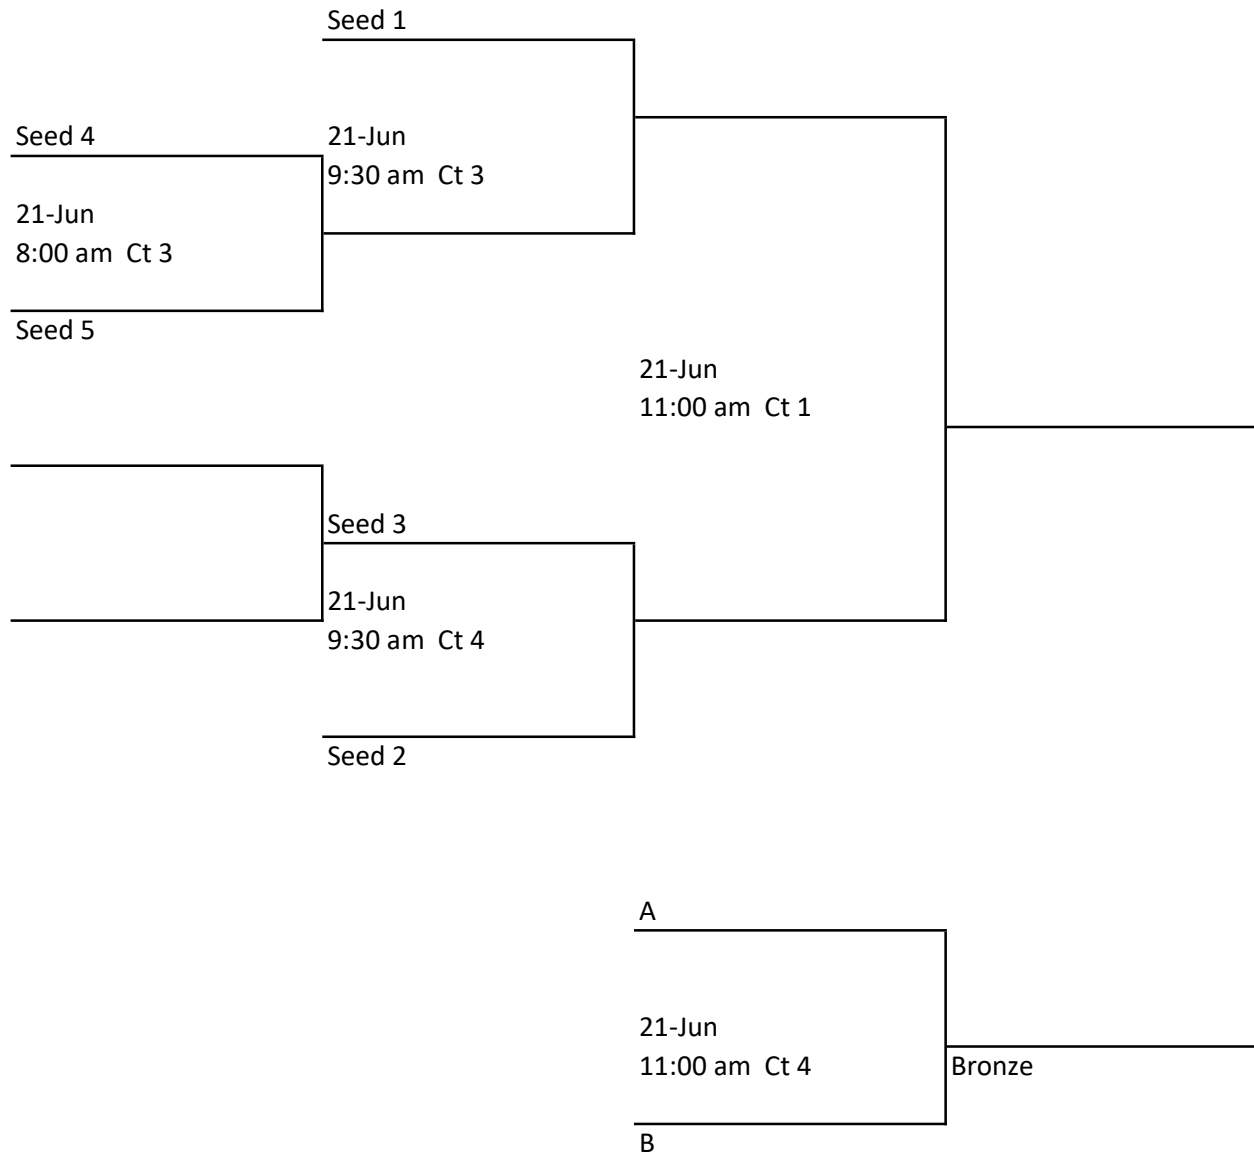 Seed 1
Seed 4
21-Jun
9:30 am  Ct 3
21-Jun
8:00 am  Ct 3
Seed 5
21-Jun
11:00 am  Ct 1
Seed 3
21-Jun
9:30 am  Ct 4
Seed 2
A
21-Jun
11:00 am  Ct 4
Bronze
B